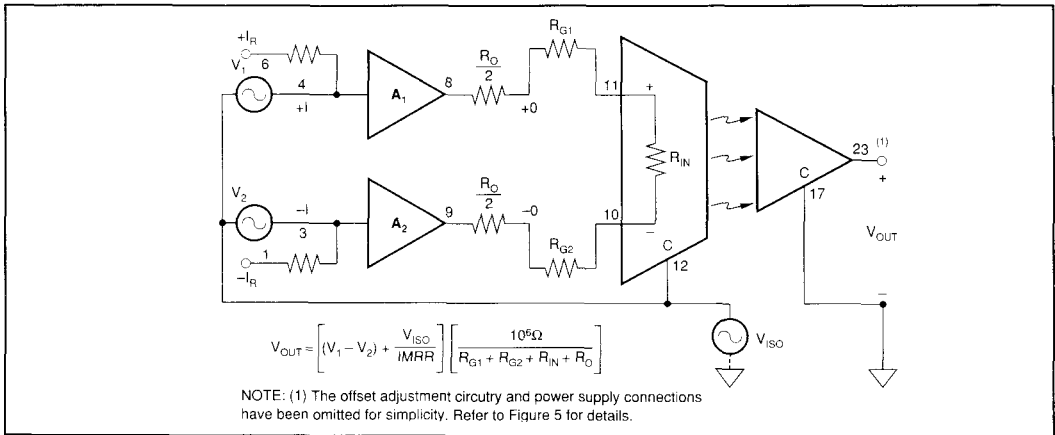 +I_R
6
V_1
4
+I
A_1
8
R_O
2
+0
R_G1
11
+
R_IN
–
10
C
12
V_2
–I
3
1
–I_R
A_2
9
R_O
2
–0
R_G2
C
17
23 (1)
+
V_OUT
–
V_ISO
V_OUT = [(V_1 – V_2) + V_ISO / IMRR] [10^6Ω / (R_G1 + R_G2 + R_IN + R_O)]
NOTE: (1) The offset adjustment circutry and power supply connections
have been omitted for simplicity. Refer to Figure 5 for details.